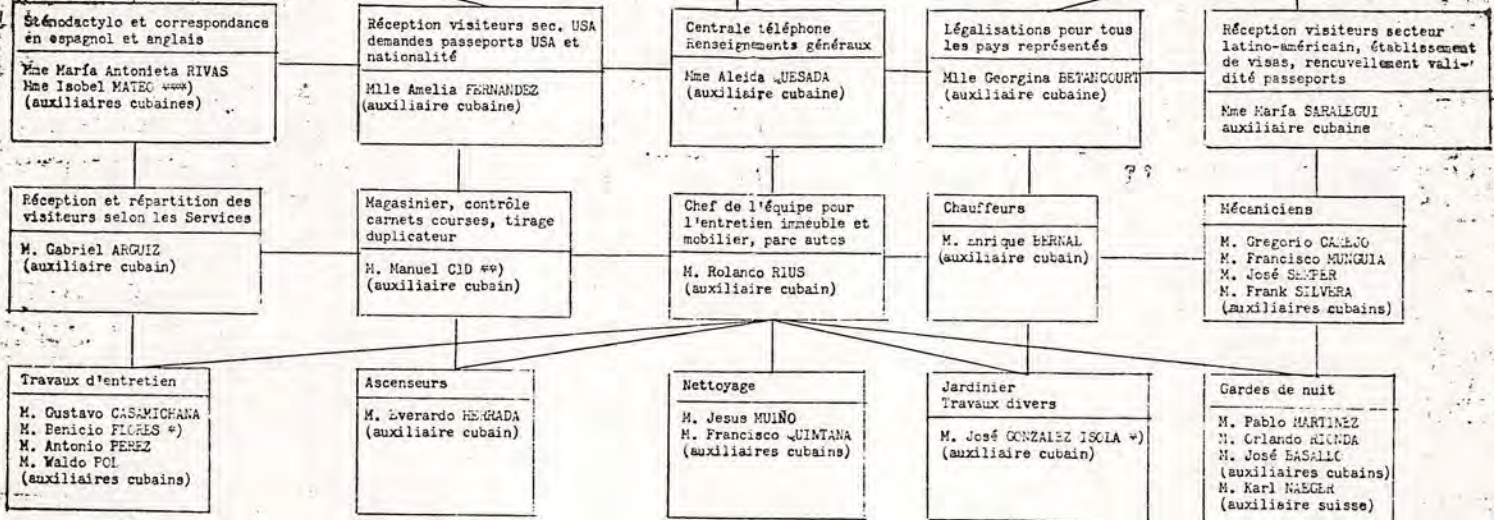 Sténodactylo et correspondance
en espagnol et anglais
Mme María Antonieta RIVAS
Mme Isobel MATEO ***)
(auxiliaires cubaines)
Réception visiteurs sec. USA
demandes passeports USA et
nationalité
Mlle Amelia FERNANDEZ
(auxiliaire cubaine)
Centrale téléphone
Renseignements généraux
Mme Aleida QUESADA
(auxiliaire cubaine)
Légalisations pour tous
les pays représentés
Mlle Georgina BETANCOURT
(auxiliaire cubaine)
Réception visiteurs secteur
latino-américain, établissement
de visas, renouvellement vali-
dité passeports
Mme María SARALEGUI
auxiliaire cubaine
??
Réception et répartition des
visiteurs selon les Services
M. Gabriel ARGUIZ
(auxiliaire cubain)
Magasinier, contrôle
carnets courses, tirage
duplicateur
M. Manuel CID **)
(auxiliaire cubain)
Chef de l'équipe pour
l'entretien immeuble et
mobilier, parc autos
M. Rolando RIUS
(auxiliaire cubain)
Chauffeurs
M. Enrique BERNAL
(auxiliaire cubain)
Mécaniciens
M. Gregorio
M. Francisco MUNGUIA
M. José SEMPER
M. Frank SILVERA
(auxiliaires cubains)
Travaux d'entretien
M. Gustavo CASAMICHANA
M. Benicio FLORES *)
M. Antonio PEREZ
M. Waldo POL
(auxiliaires cubains)
Ascenseurs
M. Everardo HERRADA
(auxiliaire cubain)
Nettoyage
M. Jesus MUIÑO
M. Francisco QUINTANA
(auxiliaires cubains)
Jardinier
Travaux divers
M. José GONZALEZ ISOLA *)
(auxiliaire cubain)
Gardes de nuit
M. Pablo MARTINEZ
M. Orlando RIONDA
M. José BASALLO
(auxiliaires cubains)
M. Karl NAEGER
(auxiliaire suisse)